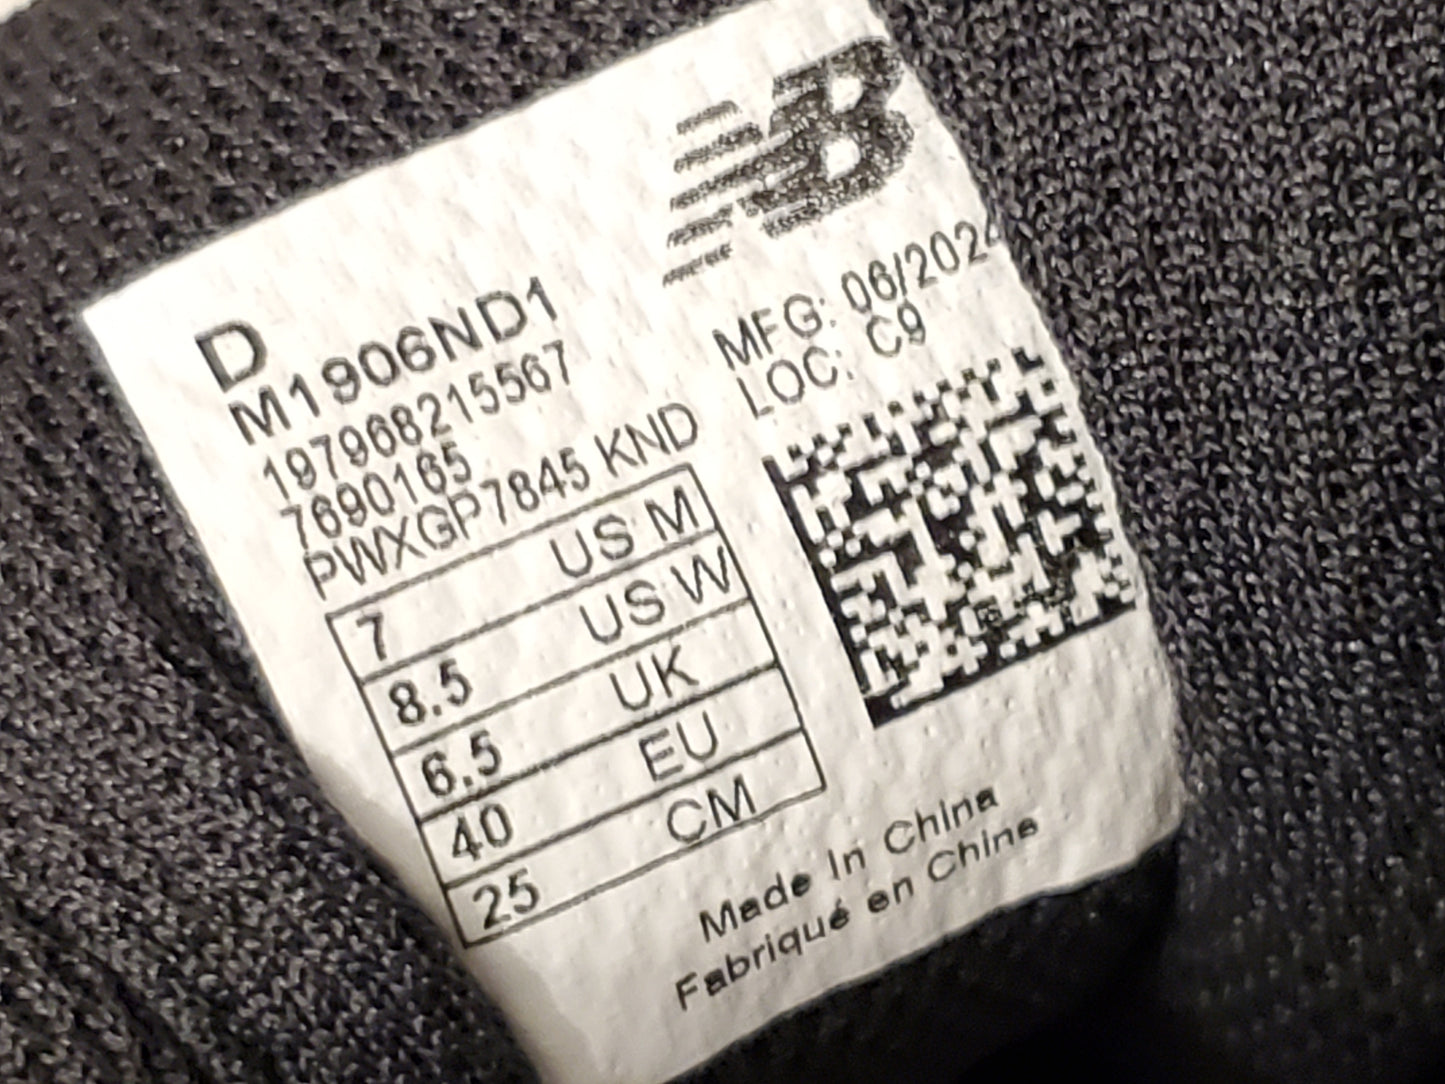 NB
D
M1906ND1
197968215567
7690165
PWXGP7845 KND
MFG: 06/2024
LOC: C9
7 US M
8.5 US W
6.5 UK
40 EU
25 CM
Made In China
Fabriqué en Chine